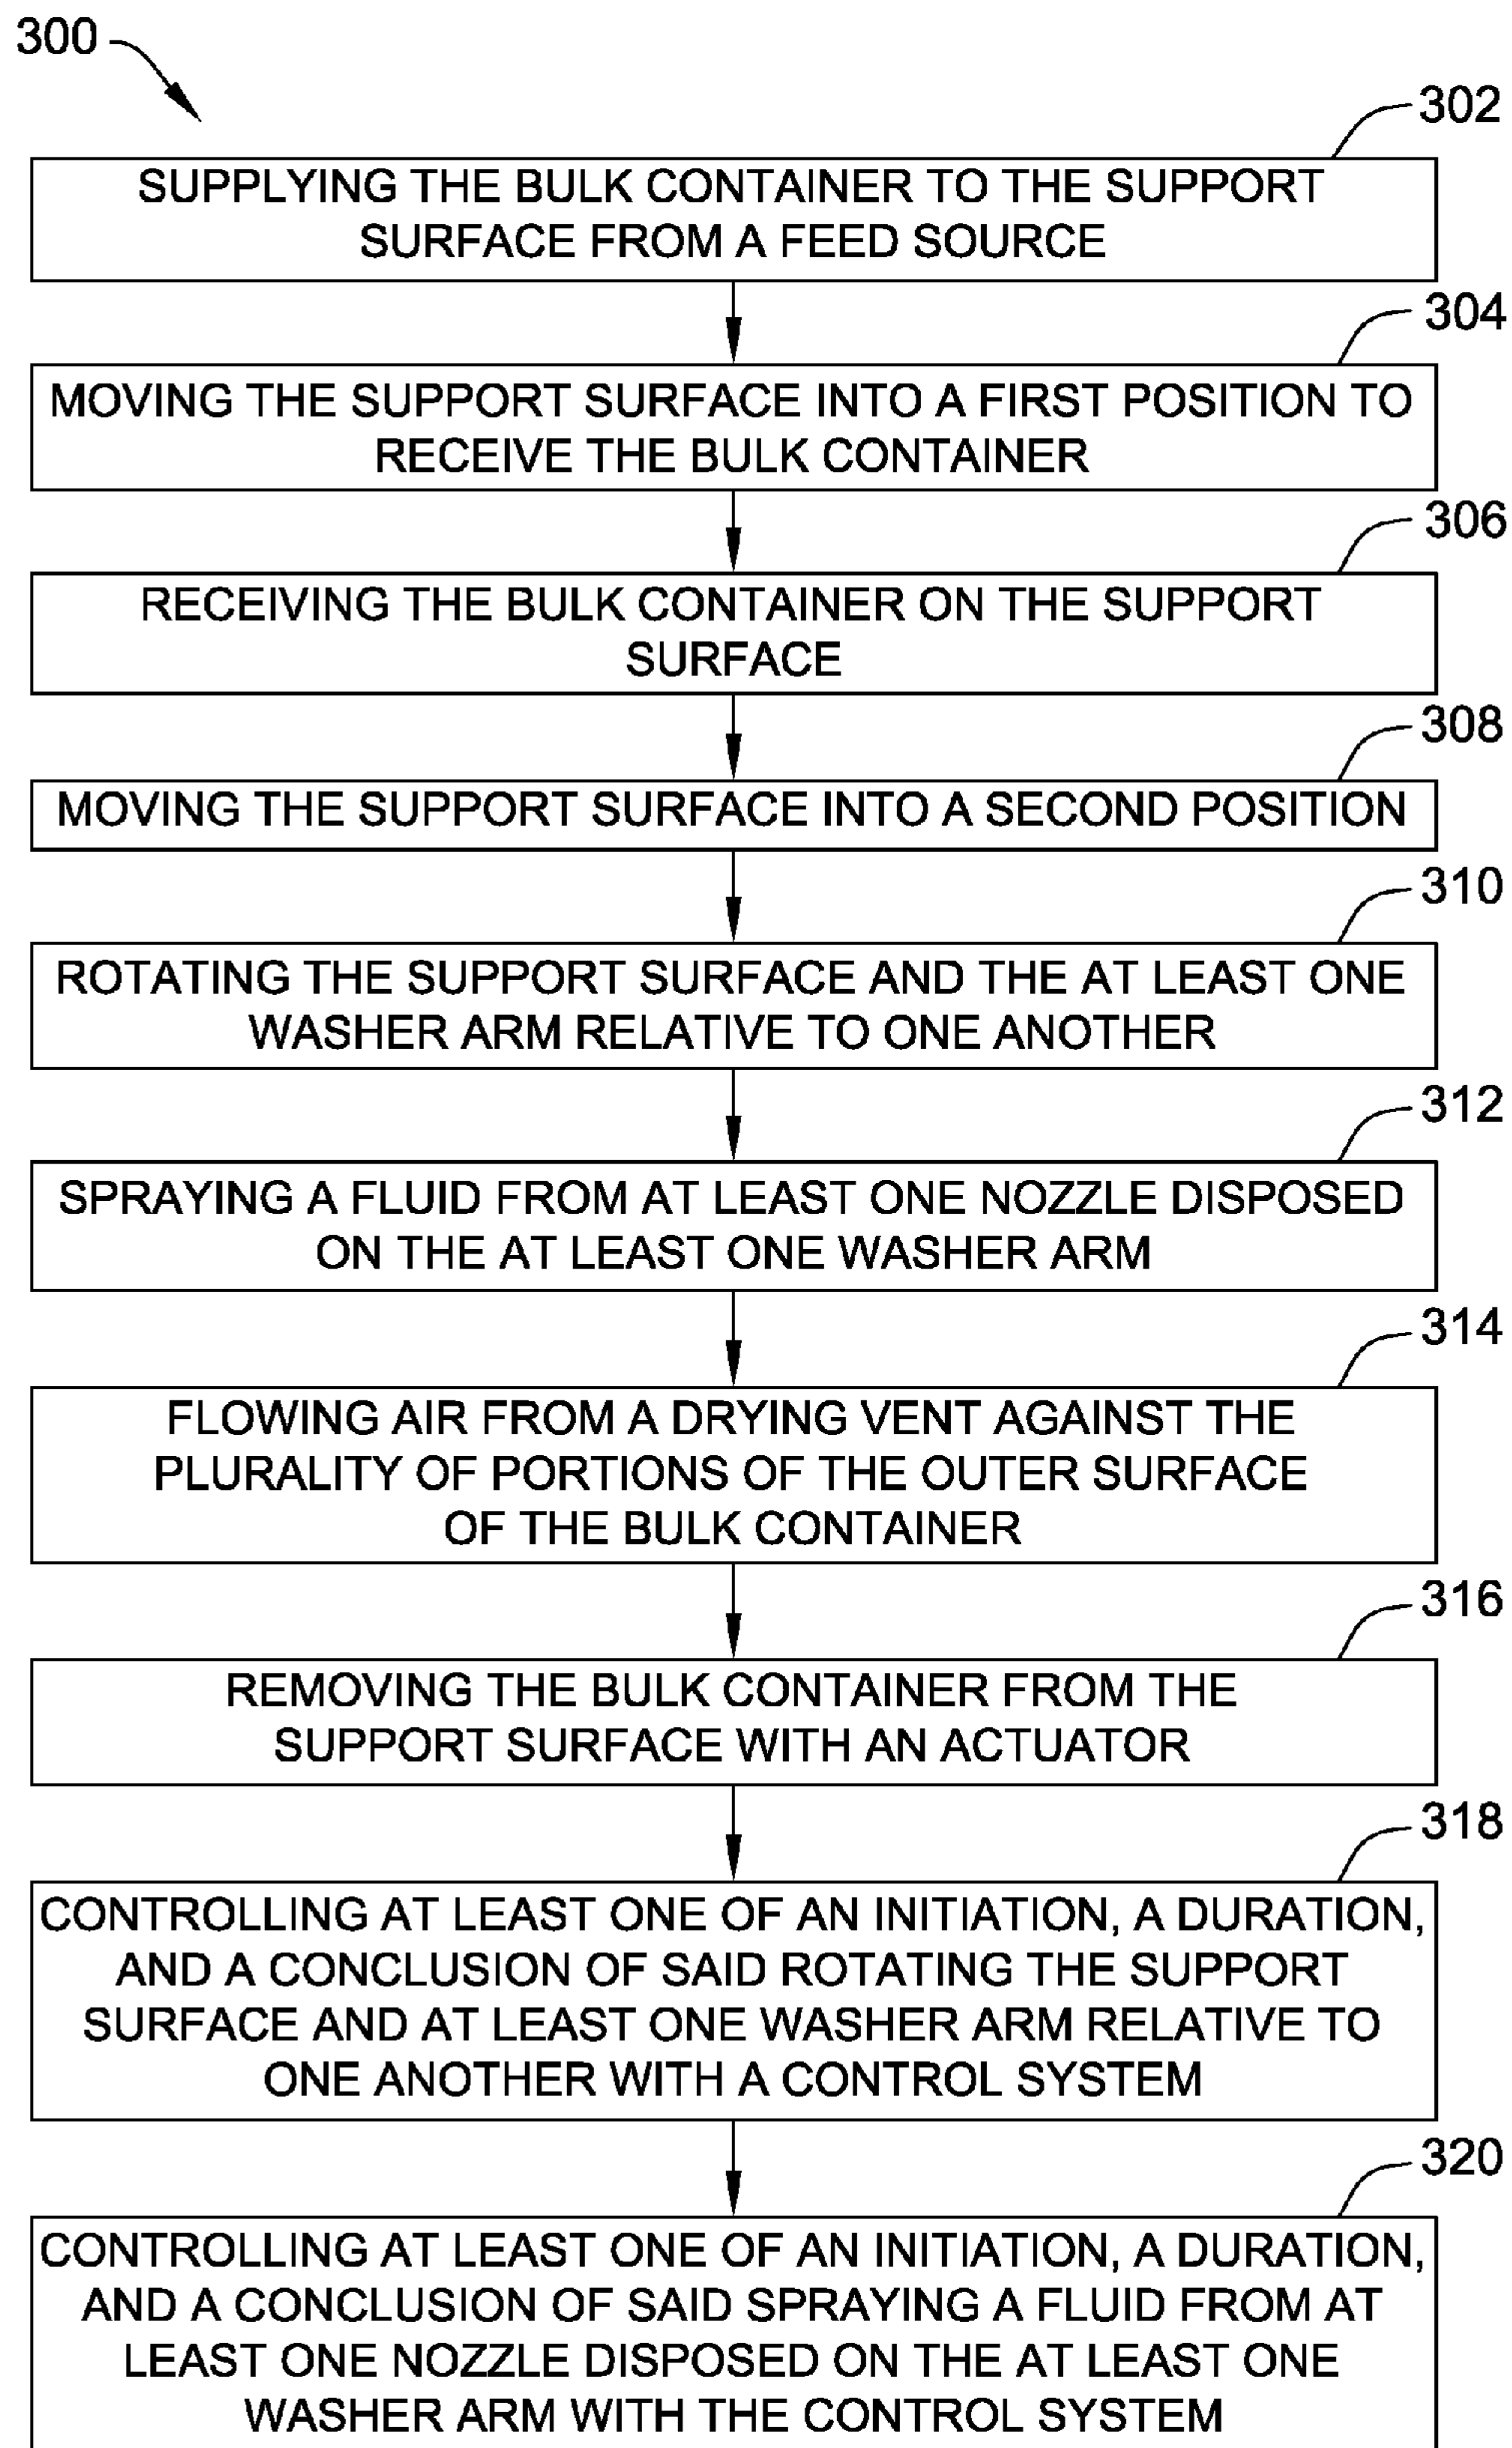 300
302
SUPPLYING THE BULK CONTAINER TO THE SUPPORT
SURFACE FROM A FEED SOURCE
304
MOVING THE SUPPORT SURFACE INTO A FIRST POSITION TO
RECEIVE THE BULK CONTAINER
306
RECEIVING THE BULK CONTAINER ON THE SUPPORT
SURFACE
308
MOVING THE SUPPORT SURFACE INTO A SECOND POSITION
310
ROTATING THE SUPPORT SURFACE AND THE AT LEAST ONE
WASHER ARM RELATIVE TO ONE ANOTHER
312
SPRAYING A FLUID FROM AT LEAST ONE NOZZLE DISPOSED
ON THE AT LEAST ONE WASHER ARM
314
FLOWING AIR FROM A DRYING VENT AGAINST THE
PLURALITY OF PORTIONS OF THE OUTER SURFACE
OF THE BULK CONTAINER
316
REMOVING THE BULK CONTAINER FROM THE
SUPPORT SURFACE WITH AN ACTUATOR
318
CONTROLLING AT LEAST ONE OF AN INITIATION, A DURATION,
AND A CONCLUSION OF SAID ROTATING THE SUPPORT
SURFACE AND AT LEAST ONE WASHER ARM RELATIVE TO
ONE ANOTHER WITH A CONTROL SYSTEM
320
CONTROLLING AT LEAST ONE OF AN INITIATION, A DURATION,
AND A CONCLUSION OF SAID SPRAYING A FLUID FROM AT
LEAST ONE NOZZLE DISPOSED ON THE AT LEAST ONE
WASHER ARM WITH THE CONTROL SYSTEM